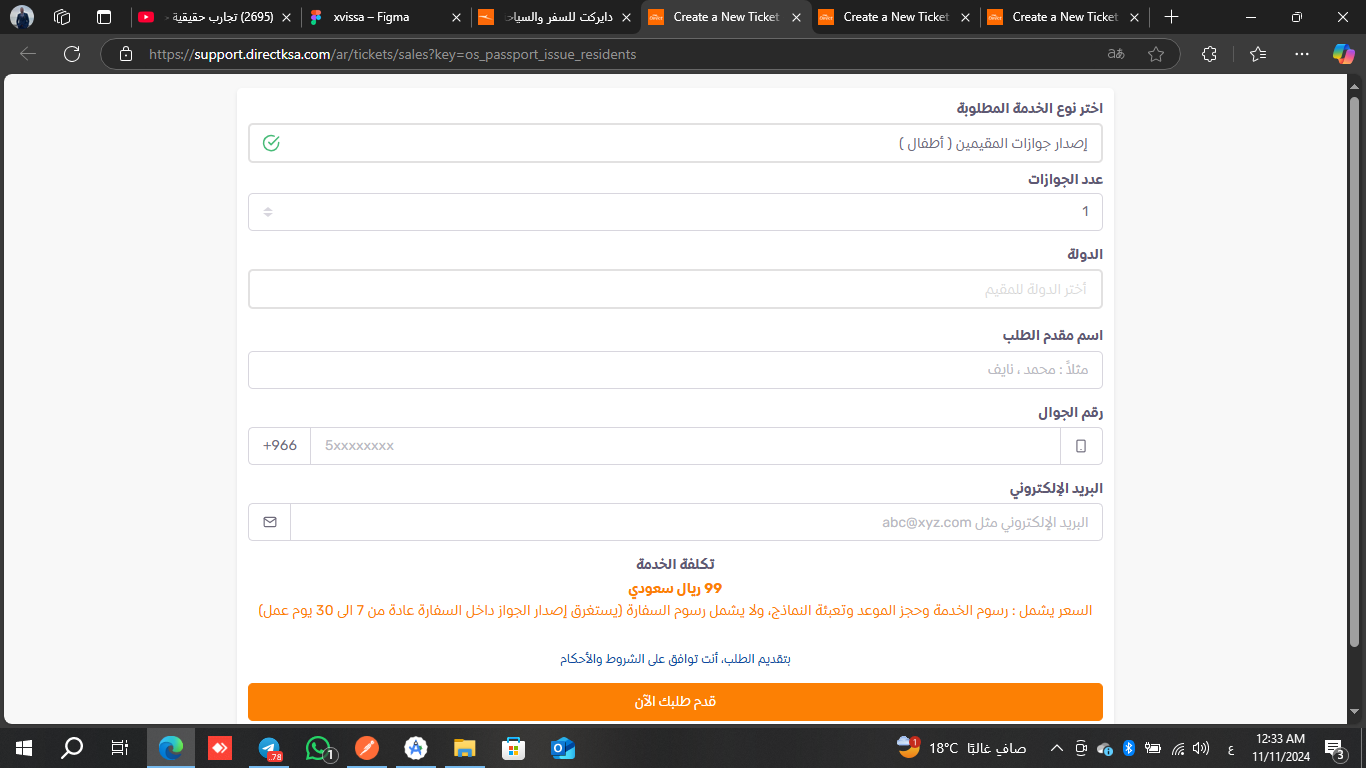 (2695) تجارب حقيقية
xvissa – Figma
دايركت للسفر والسياح
Create a New Ticket
Create a New Ticket
Create a New Ticket
https://support.directksa.com/ar/tickets/sales?key=os_passport_issue_residents
اختر نوع الخدمة المطلوبة
إصدار جوازات المقيمين ( أطفال )
عدد الجوازات
1
الدولة
أختر الدولة للمقيم
اسم مقدم الطلب
مثلاً : محمد ، نايف
رقم الجوال
+966
5xxxxxxxx
البريد الإلكتروني
البريد الإلكتروني مثل abc@xyz.com
تكلفة الخدمة
99 ريال سعودي
السعر يشمل : رسوم الخدمة وحجز الموعد وتعبئة النماذج، ولا يشمل رسوم السفارة (يستغرق إصدار الجواز داخل السفارة عادة من 7 الى 30 يوم عمل)
بتقديم الطلب، أنت توافق على الشروط والأحكام
قدم طلبك الآن
78
1
1
18°C صاف غالبًا
ع
12:33 AM
11/11/2024
3